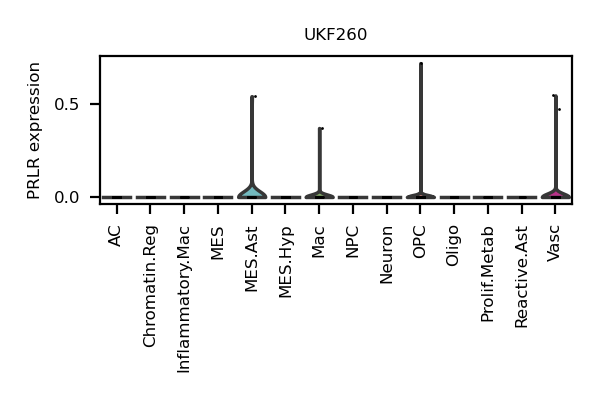 UKF260
PRLR expression
0.5
0.0
AC
Chromatin.Reg
Inflammatory.Mac
MES
MES.Ast
MES.Hyp
Mac
NPC
Neuron
OPC
Oligo
Prolif.Metab
Reactive.Ast
Vasc